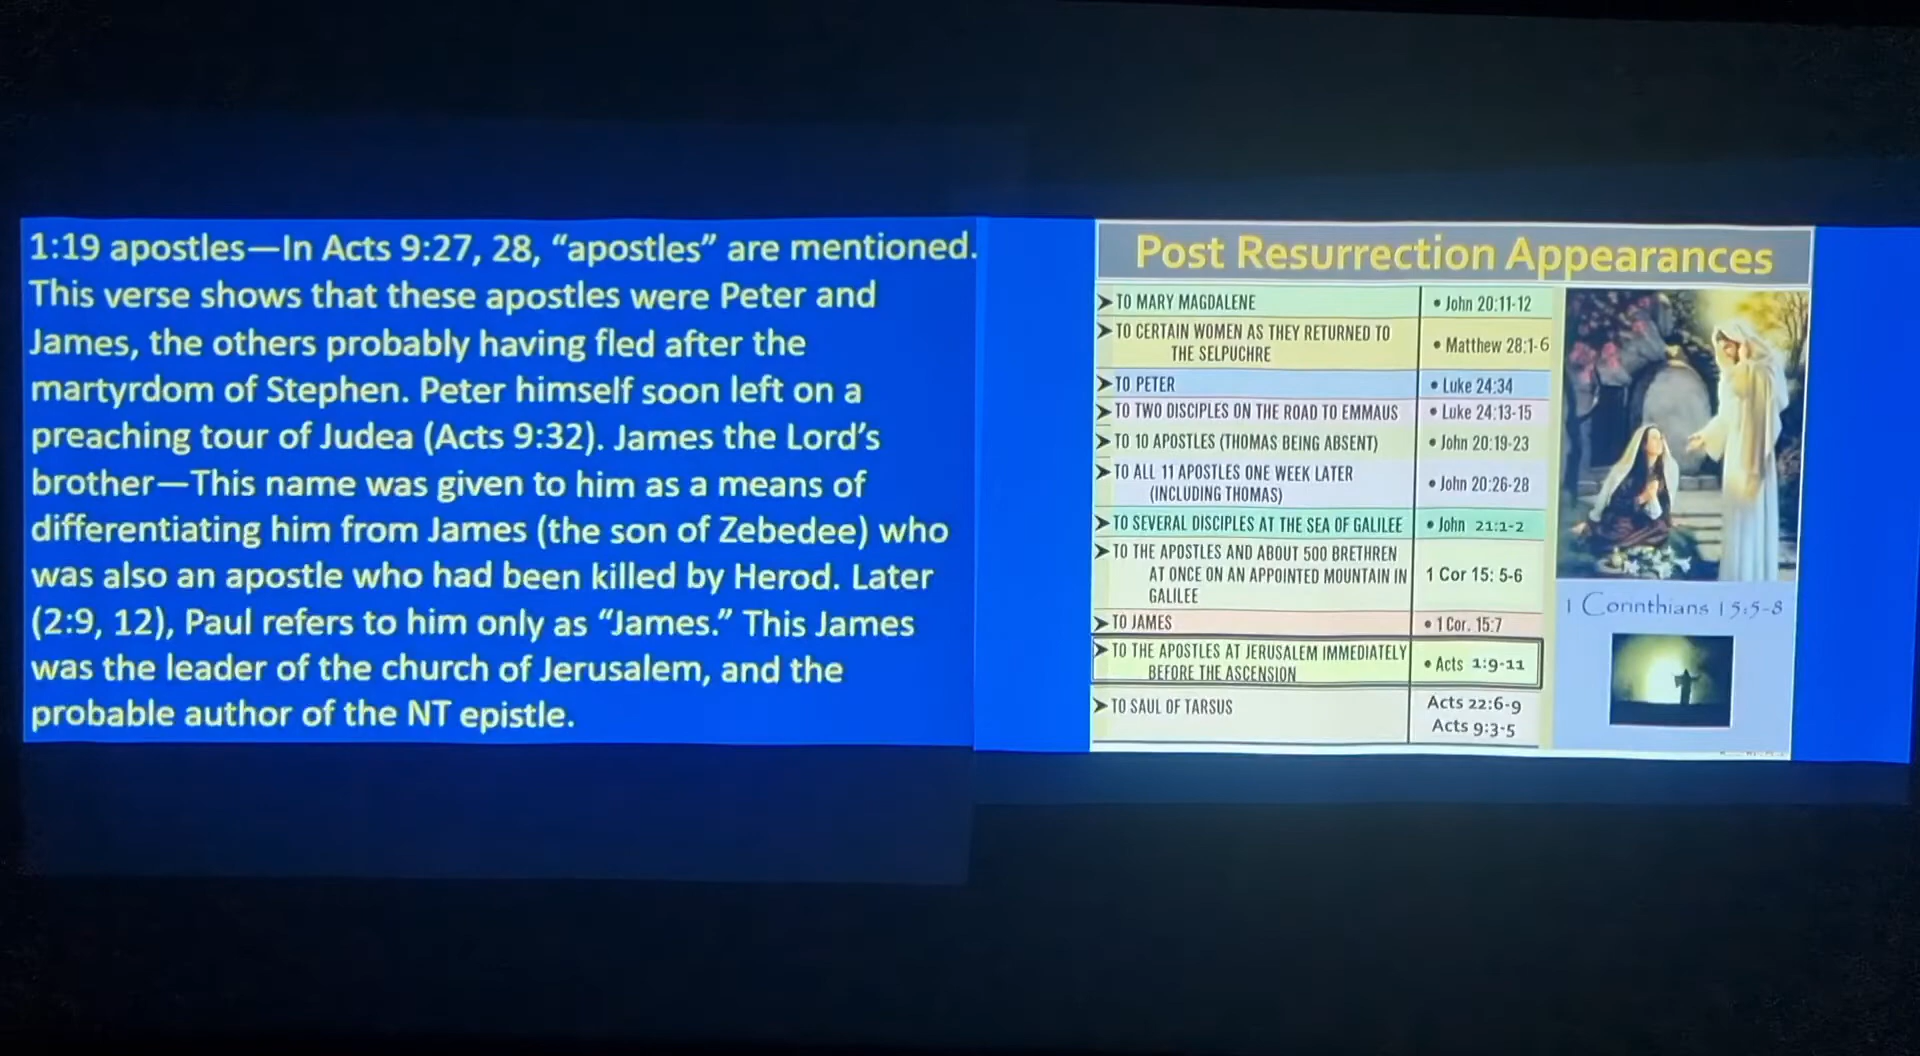 1:19 apostles—In Acts 9:27, 28, “apostles” are mentioned.
This verse shows that these apostles were Peter and
James, the others probably having fled after the
martyrdom of Stephen. Peter himself soon left on a
preaching tour of Judea (Acts 9:32). James the Lord’s
brother—This name was given to him as a means of
differentiating him from James (the son of Zebedee) who
was also an apostle who had been killed by Herod. Later
(2:9, 12), Paul refers to him only as “James.” This James
was the leader of the church of Jerusalem, and the
probable author of the NT epistle.
Post Resurrection Appearances
➤ TO MARY MAGDALENE • John 20:11-12
➤ TO CERTAIN WOMEN AS THEY RETURNED TO
THE SELPUCHRE • Matthew 28:1-6
➤ TO PETER • Luke 24:34
➤ TO TWO DISCIPLES ON THE ROAD TO EMMAUS • Luke 24:13-15
➤ TO 10 APOSTLES (THOMAS BEING ABSENT) • John 20:19-23
➤ TO ALL 11 APOSTLES ONE WEEK LATER
(INCLUDING THOMAS) • John 20:26-28
➤ TO SEVERAL DISCIPLES AT THE SEA OF GALILEE • John 21:1-2
➤ TO THE APOSTLES AND ABOUT 500 BRETHREN
AT ONCE ON AN APPOINTED MOUNTAIN IN 1 Cor 15: 5-6
GALILEE
➤ TO JAMES • 1 Cor. 15:7
➤ TO THE APOSTLES AT JERUSALEM IMMEDIATELY
BEFORE THE ASCENSION • Acts 1:9-11
➤ TO SAUL OF TARSUS Acts 22:6-9
Acts 9:3-5
1 Corinthians 15:5-8